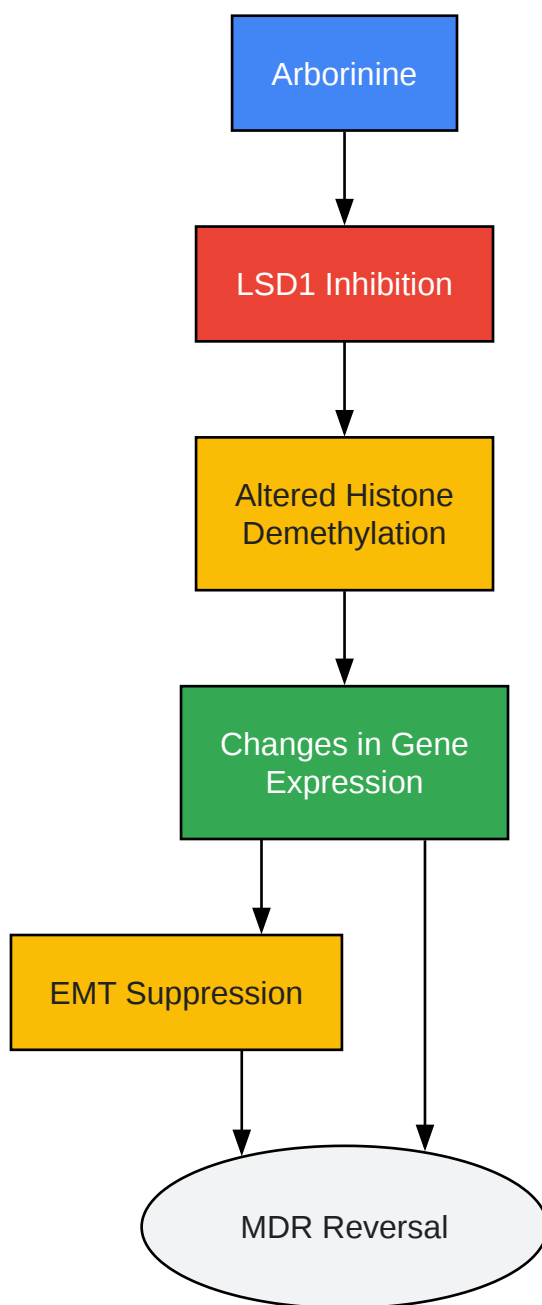 Arborinine
LSD1 Inhibition
Altered Histone
Demethylation
Changes in Gene
Expression
EMT Suppression
MDR Reversal